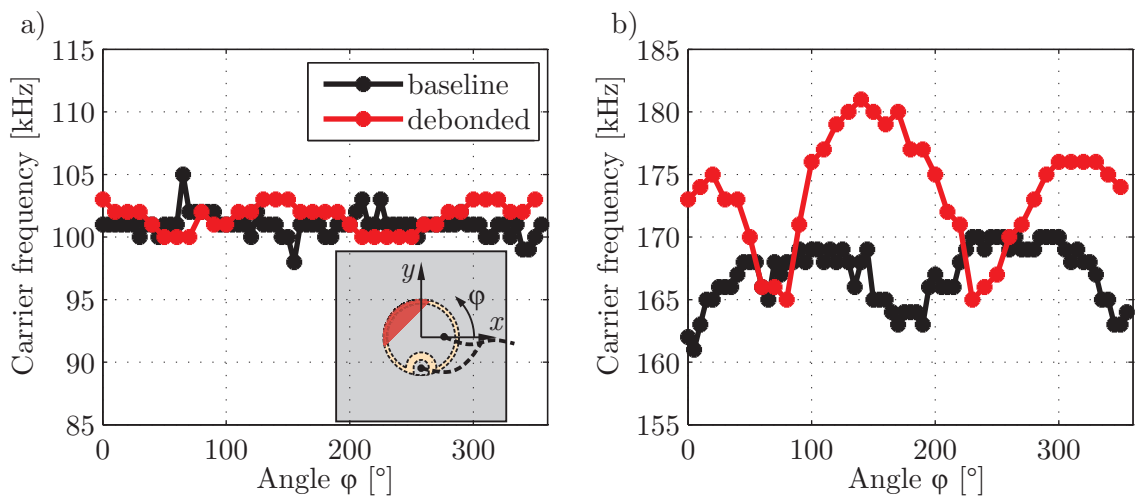 a)
Carrier frequency [kHz]
115
110
105
100
95
90
85
0
100
200
300
Angle φ [°]
baseline
debonded
y
φ
x
b)
Carrier frequency [kHz]
185
180
175
170
165
160
155
0
100
200
300
Angle φ [°]